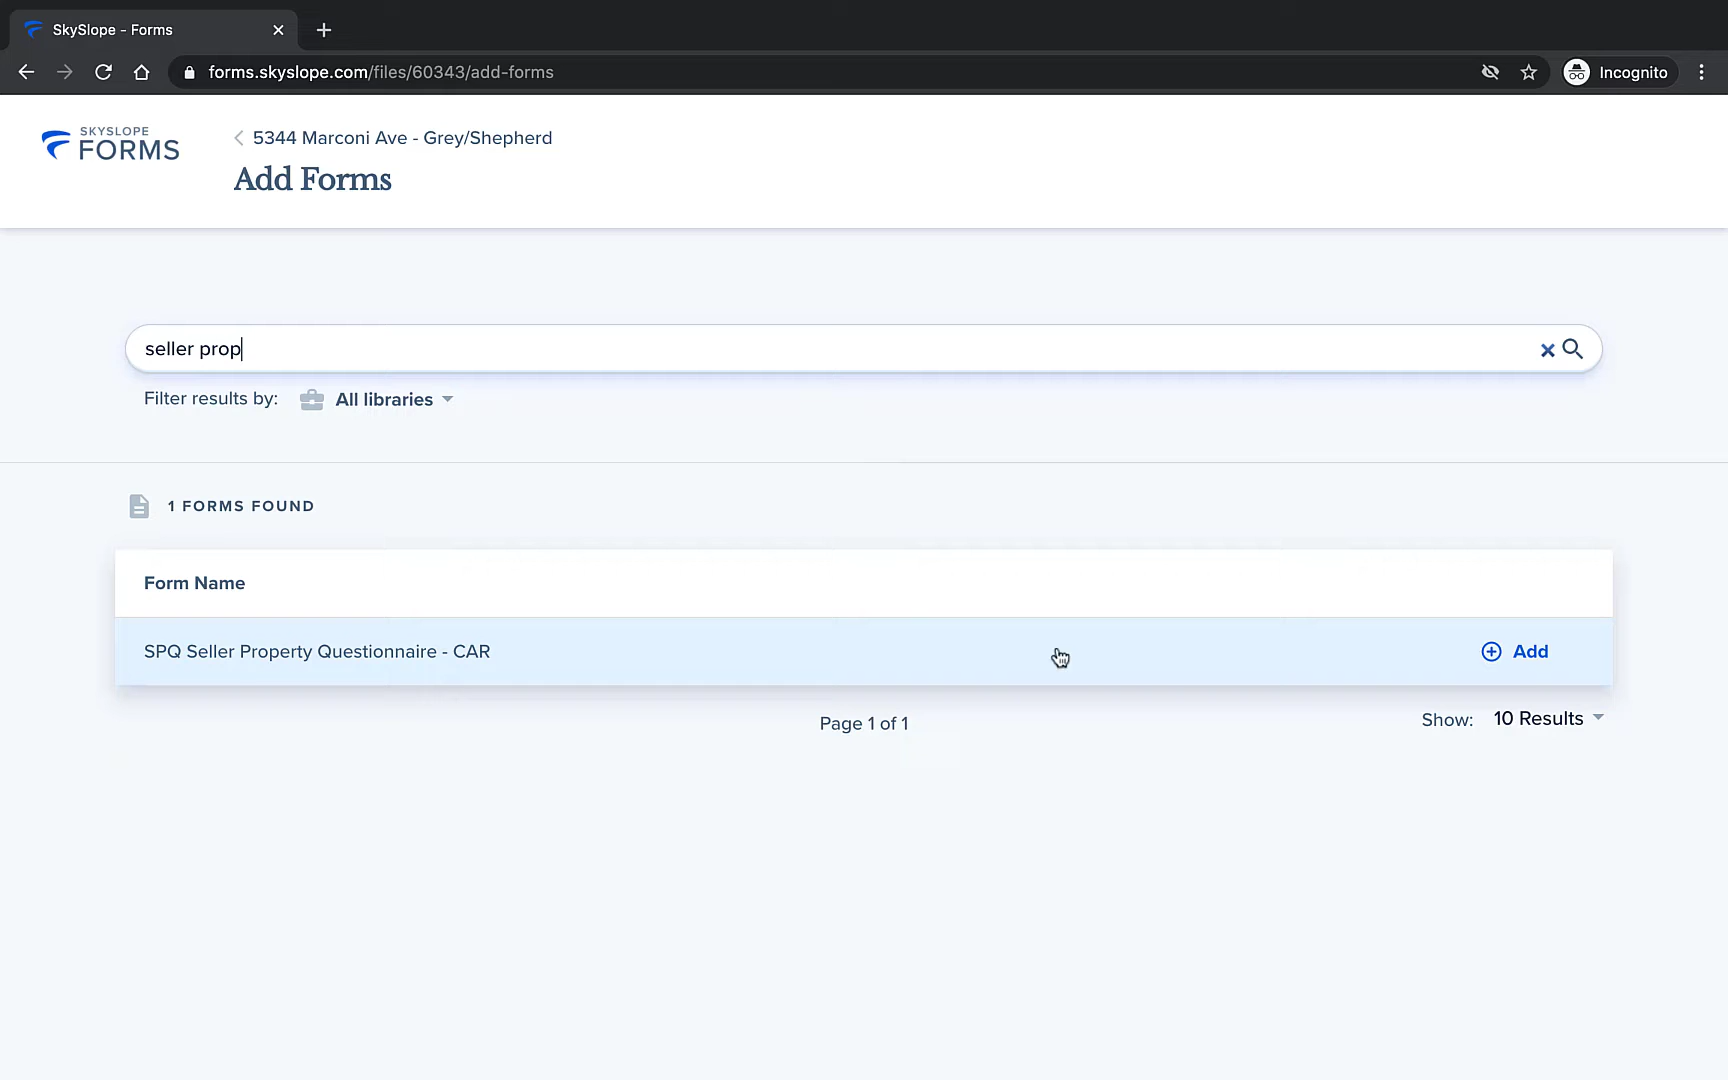 SkySlope - Forms
forms.skyslope.com/files/60343/add-forms
Incognito
SKYSLOPE
FORMS
5344 Marconi Ave - Grey/Shepherd
Add Forms
seller prop
Filter results by: All libraries
1 FORMS FOUND
Form Name
SPQ Seller Property Questionnaire - CAR
Add
Page 1 of 1
Show: 10 Results